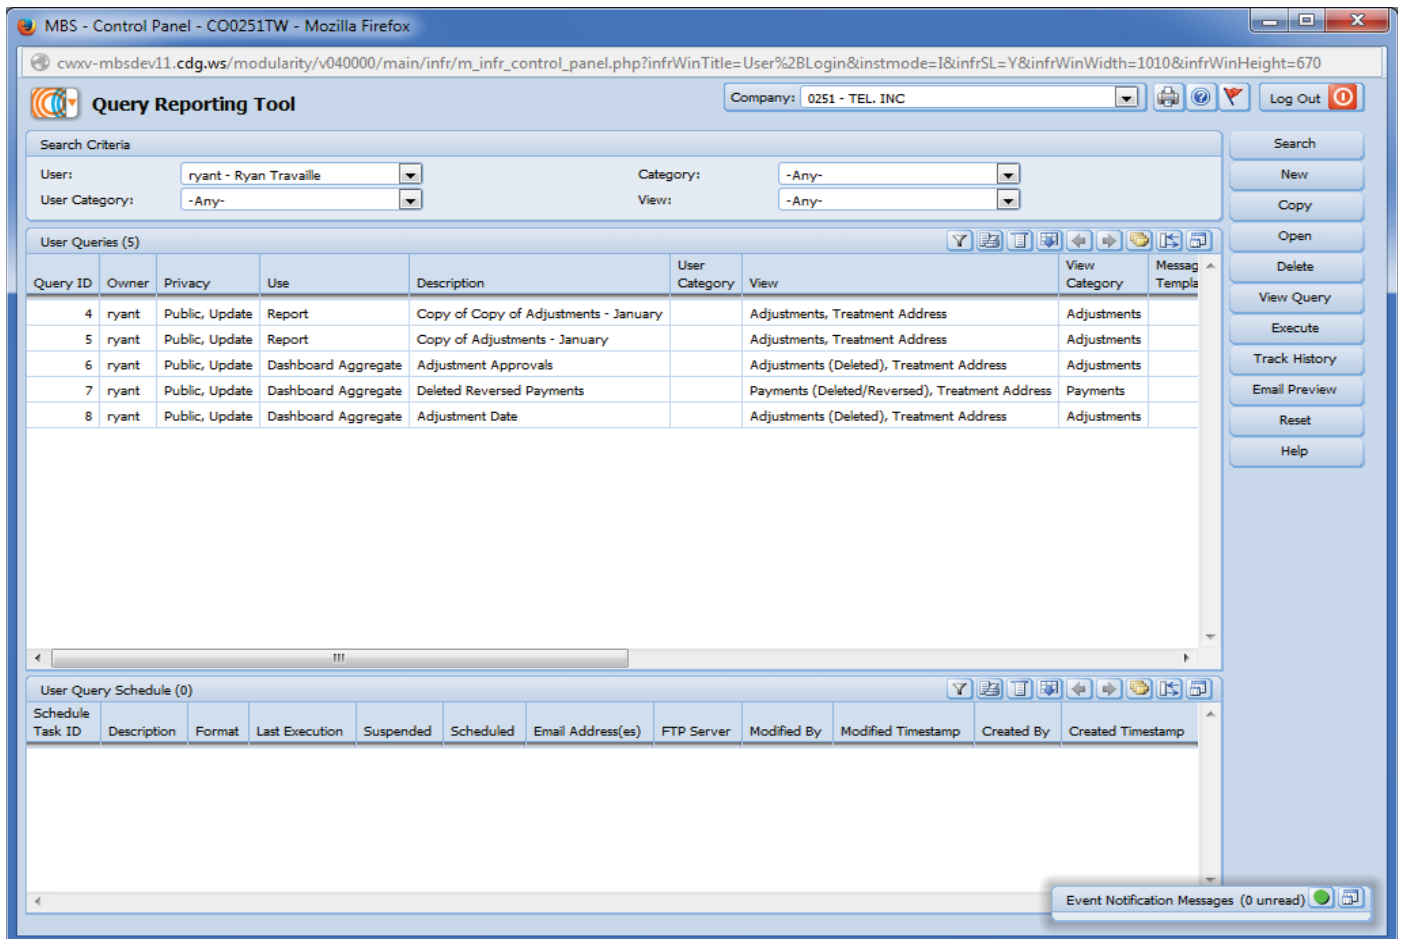 MBS - Control Panel - CO0251TW - Mozilla Firefox
cwxv-mbsdev11.cdg.ws/modularity/v040000/main/infr/m_infr_control_panel.php?infrWinTitle=User%2BLogin&instmode=I&infrSL=Y&infrWinWidth=1010&infrWinHeight=670
Query Reporting Tool
Company: 0251 - TEL. INC
Log Out
Search Criteria
User: ryant - Ryan Travaille Category: -Any-
User Category: -Any- View: -Any-
Search
New
Copy
Open
Delete
View Query
Execute
Track History
Email Preview
Reset
Help
User Queries (5)
Query ID Owner Privacy Use Description User Category View View Category Messag Templa
4 ryant Public, Update Report Copy of Copy of Adjustments - January Adjustments, Treatment Address Adjustments
5 ryant Public, Update Report Copy of Adjustments - January Adjustments, Treatment Address Adjustments
6 ryant Public, Update Dashboard Aggregate Adjustment Approvals Adjustments (Deleted), Treatment Address Adjustments
7 ryant Public, Update Dashboard Aggregate Deleted Reversed Payments Payments (Deleted/Reversed), Treatment Address Payments
8 ryant Public, Update Dashboard Aggregate Adjustment Date Adjustments (Deleted), Treatment Address Adjustments
User Query Schedule (0)
Schedule Task ID Description Format Last Execution Suspended Scheduled Email Address(es) FTP Server Modified By Modified Timestamp Created By Created Timestamp
Event Notification Messages (0 unread)